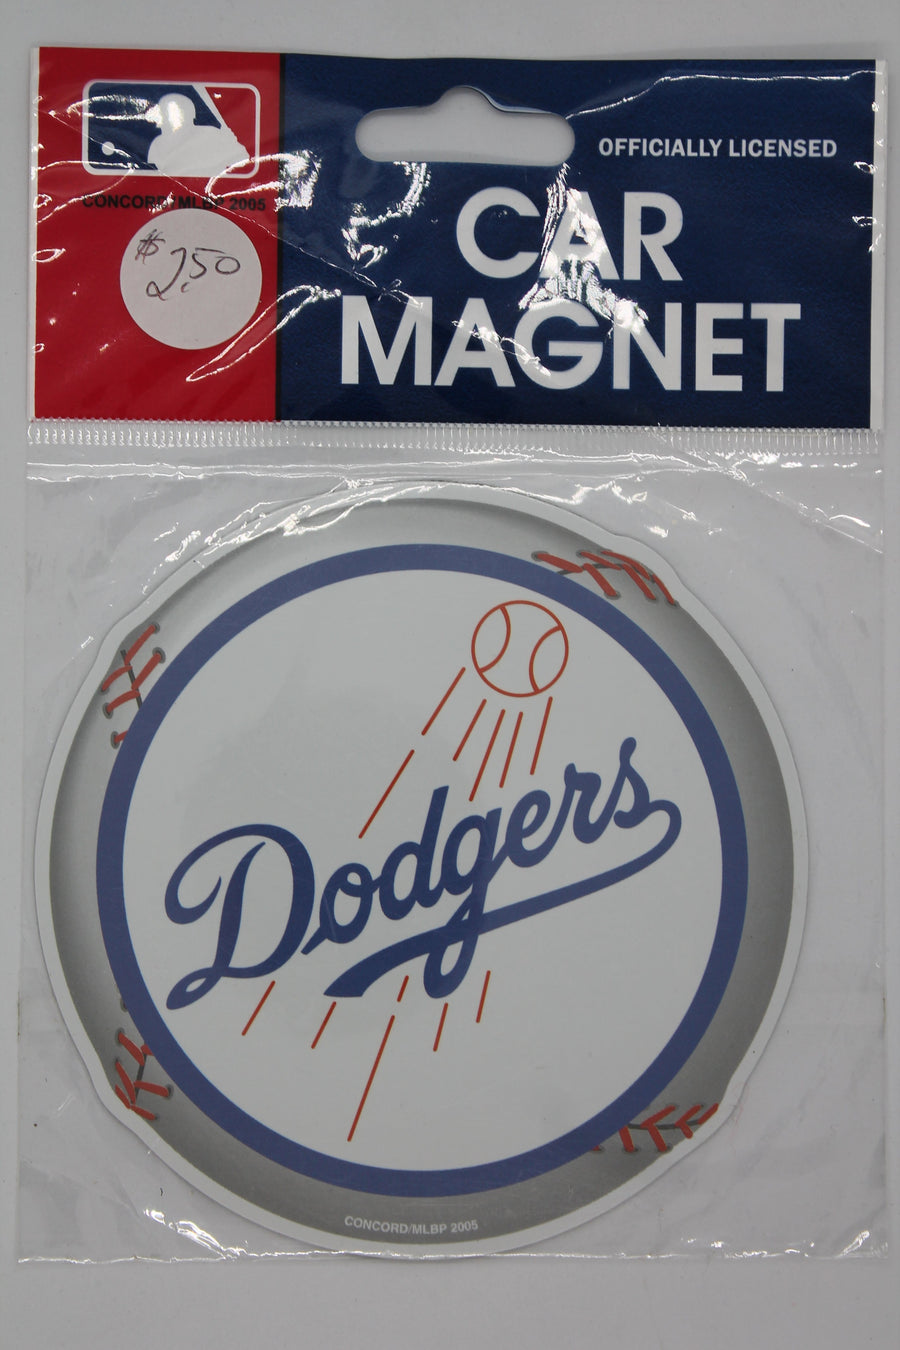 OFFICIALLY LICENSED
CONCORD/MLBP 2005
$2.50
CAR
MAGNET
Dodgers
CONCORD/MLBP 2005